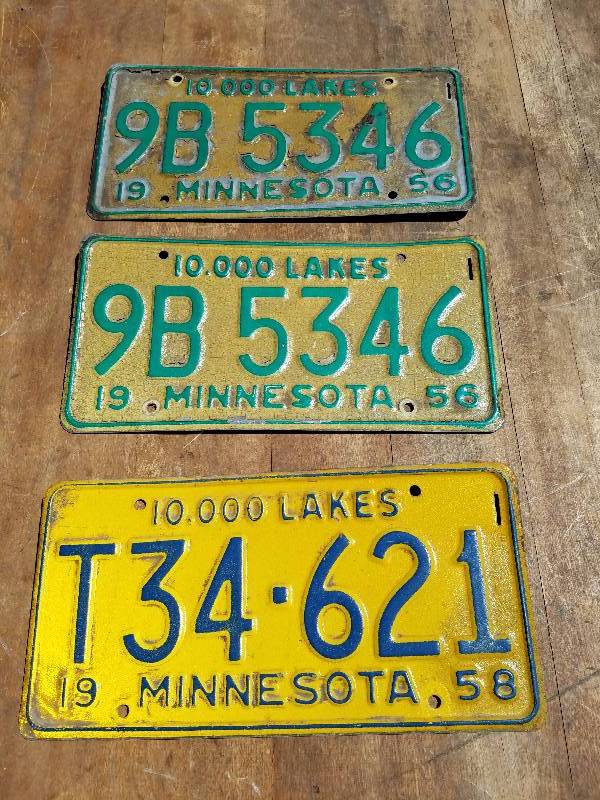 10.000 LAKES
9B 5346
19 MINNESOTA 56
10.000 LAKES
9B 5346
19 MINNESOTA 56
10.000 LAKES
T34·621
19 MINNESOTA 58